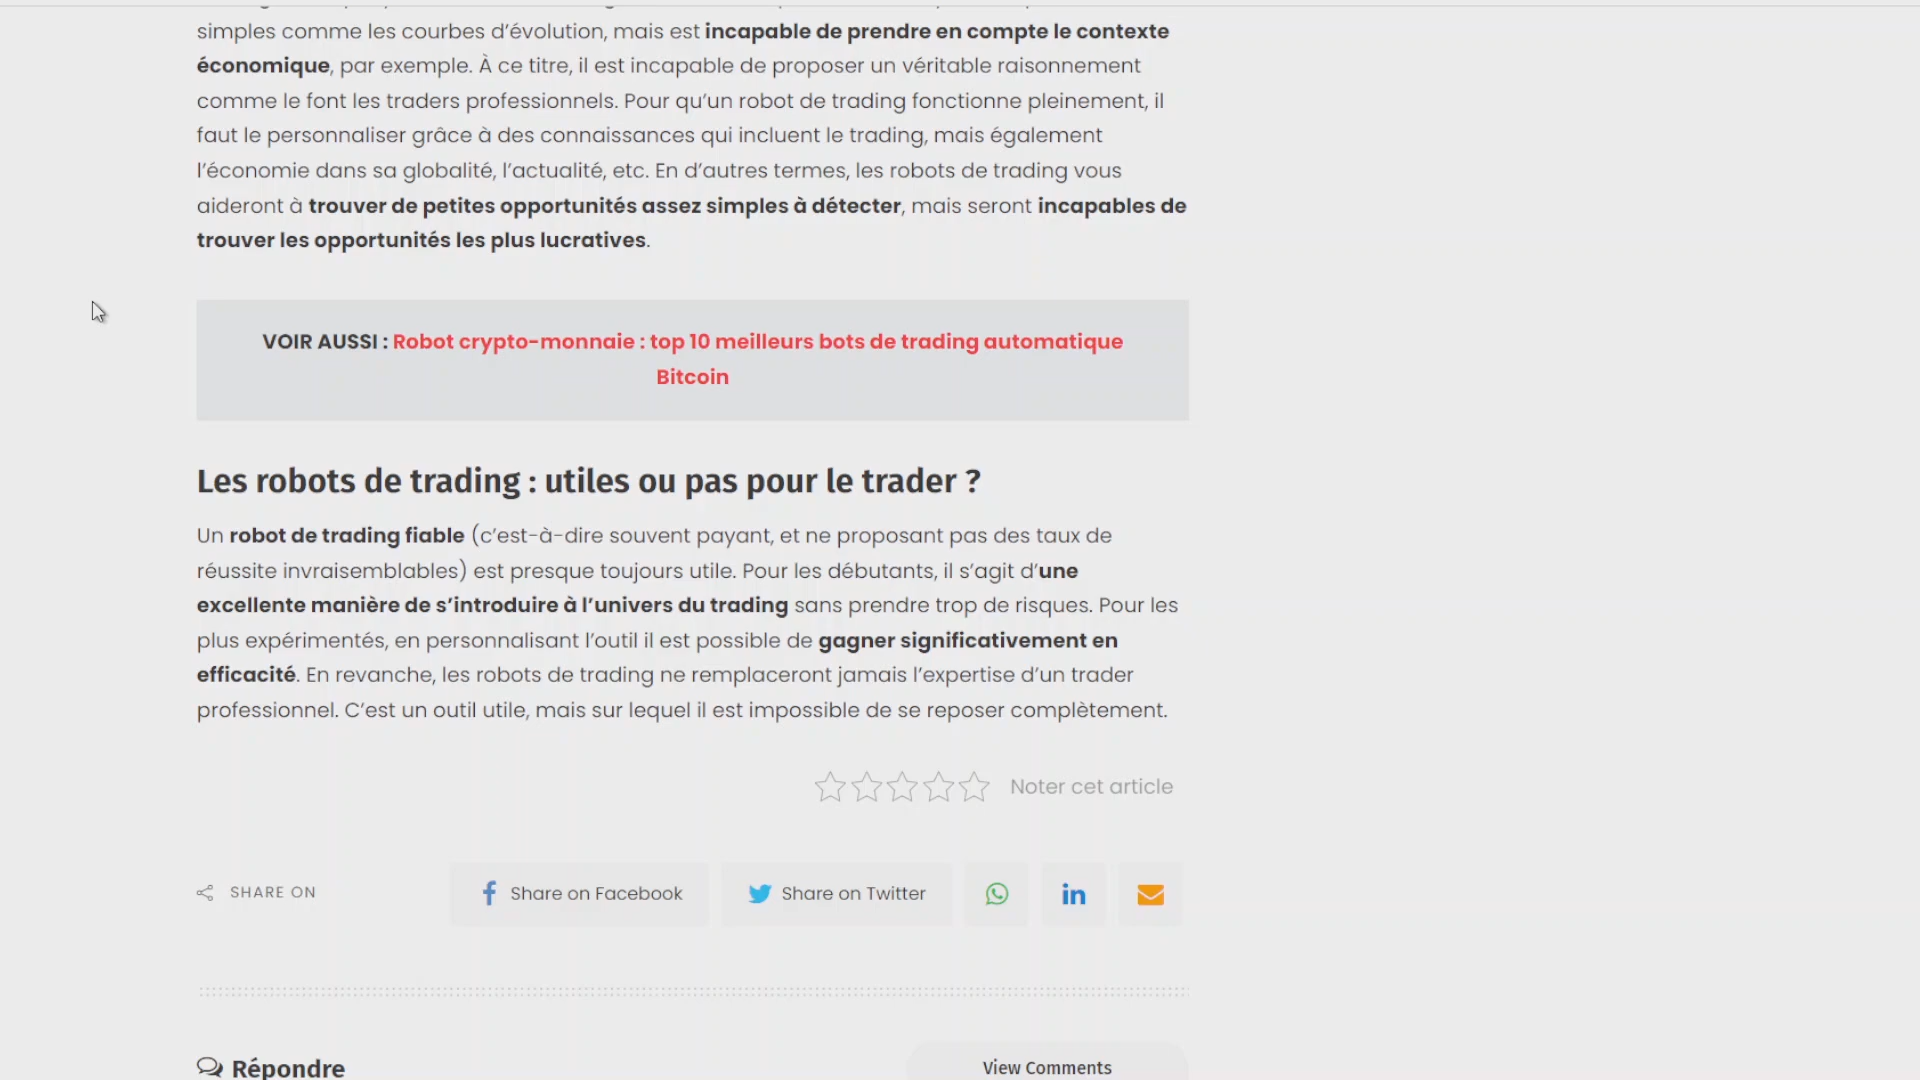 simples comme les courbes d’évolution, mais est incapable de prendre en compte le contexte
économique, par exemple. À ce titre, il est incapable de proposer un véritable raisonnement
comme le font les traders professionnels. Pour qu’un robot de trading fonctionne pleinement, il
faut le personnaliser grâce à des connaissances qui incluent le trading, mais également
l’économie dans sa globalité, l’actualité, etc. En d’autres termes, les robots de trading vous
aideront à trouver de petites opportunités assez simples à détecter, mais seront incapables de
trouver les opportunités les plus lucratives.
VOIR AUSSI : Robot crypto-monnaie : top 10 meilleurs bots de trading automatique
Bitcoin
Les robots de trading : utiles ou pas pour le trader ?
Un robot de trading fiable (c’est-à-dire souvent payant, et ne proposant pas des taux de
réussite invraisemblables) est presque toujours utile. Pour les débutants, il s’agit d’une
excellente manière de s’introduire à l’univers du trading sans prendre trop de risques. Pour les
plus expérimentés, en personnalisant l’outil il est possible de gagner significativement en
efficacité. En revanche, les robots de trading ne remplaceront jamais l’expertise d’un trader
professionnel. C’est un outil utile, mais sur lequel il est impossible de se reposer complètement.
Noter cet article
SHARE ON
Share on Facebook
Share on Twitter
Répondre
View Comments